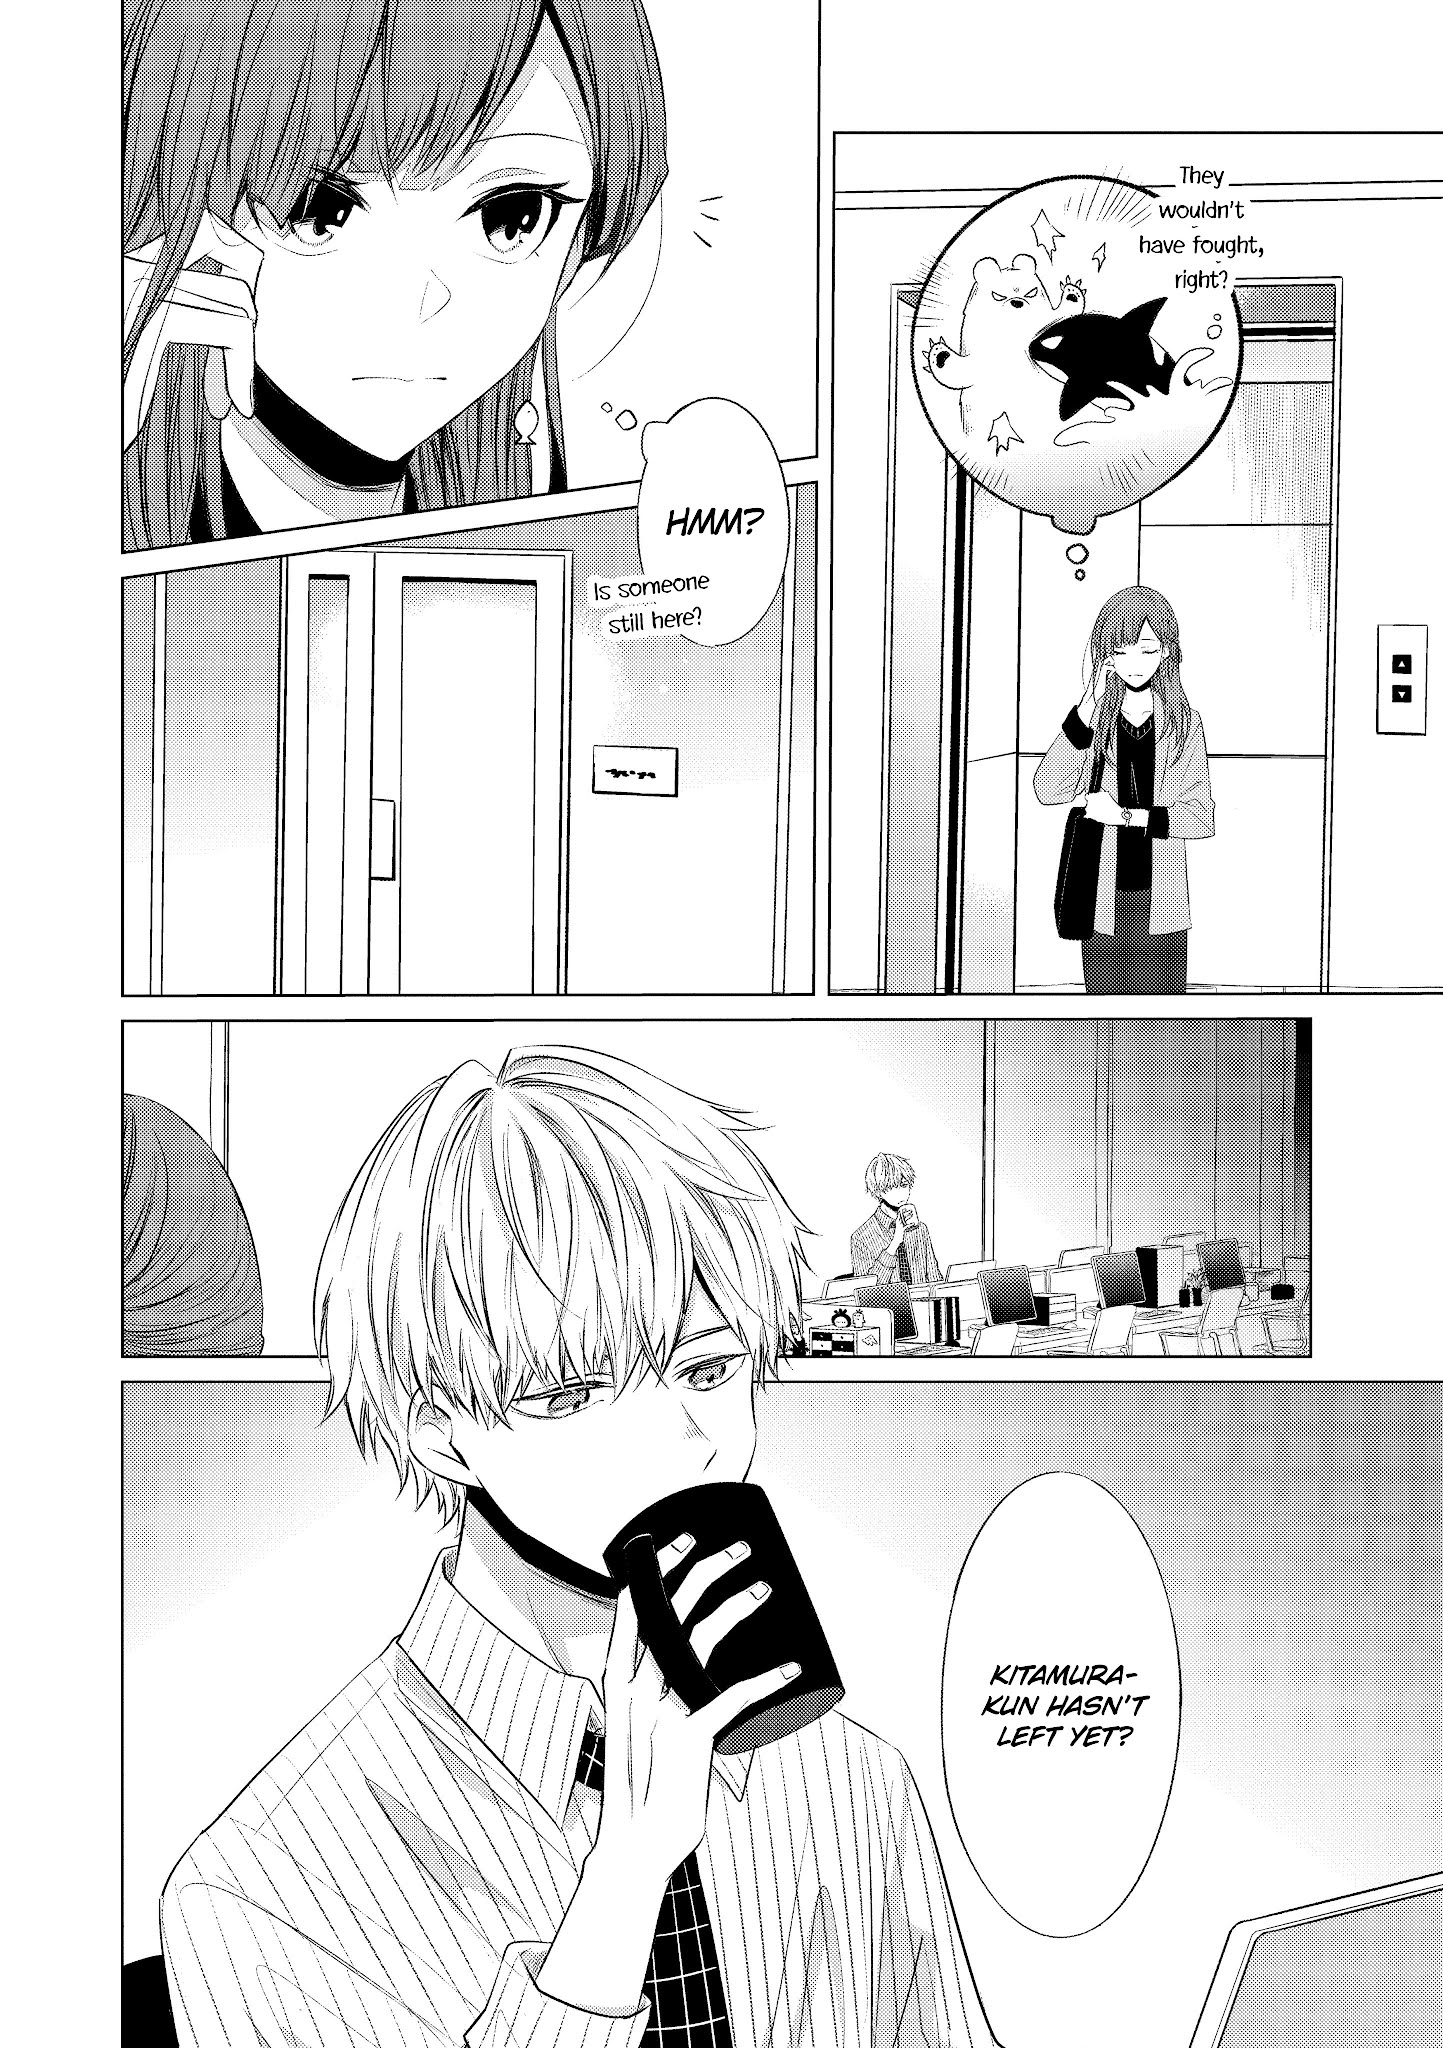 They
wouldn't
have fought,
right?
HMM?
Is someone
still here?
KITAMURA-
KUN HASN'T
LEFT YET?